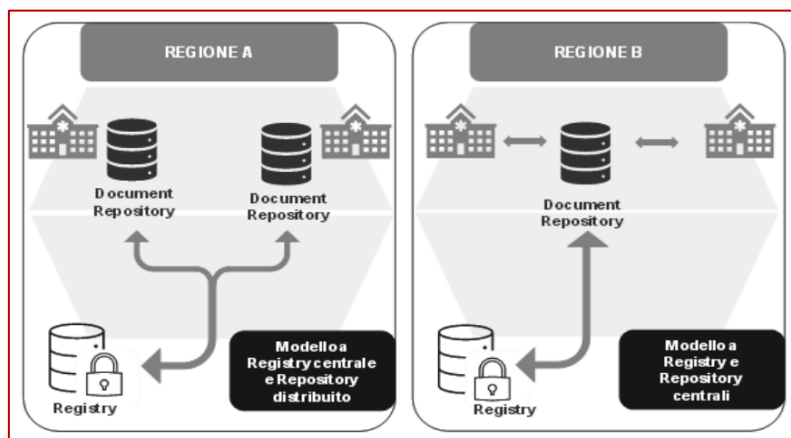 REGIONE A
Document
Repository
Document
Repository
Registry
Modello a
Registry centrale
e Repository
distribuito
REGIONE B
Document
Repository
Registry
Modello a
Registry e
Repository
centrali